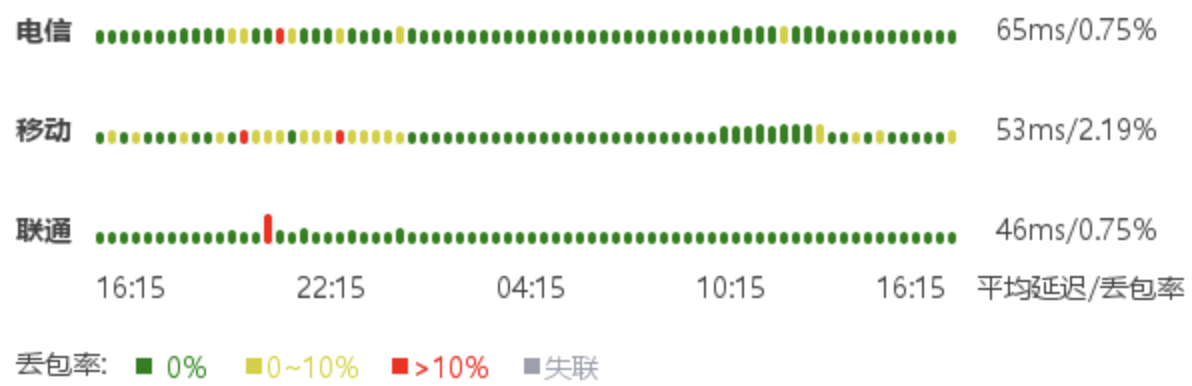 电信 65ms/0.75%
移动 53ms/2.19%
联通 46ms/0.75%
16:15 22:15 04:15 10:15 16:15 平均延迟/丢包率
丢包率: 0% 0~10% >10% 失联